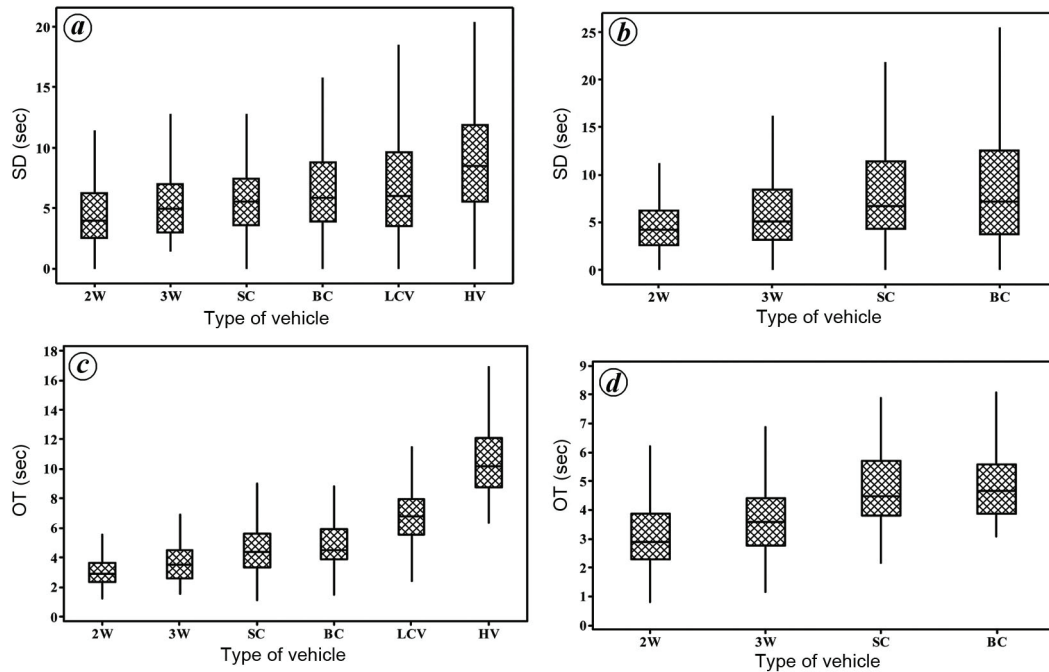 a
SD (sec)
20
15
10
5
0
2W 3W SC BC LCV HV
Type of vehicle
b
SD (sec)
25
20
15
10
5
0
2W 3W SC BC
Type of vehicle
c
OT (sec)
18
16
14
12
10
8
6
4
2
0
2W 3W SC BC LCV HV
Type of vehicle
d
OT (sec)
9
8
7
6
5
4
3
2
1
0
2W 3W SC BC
Type of vehicle